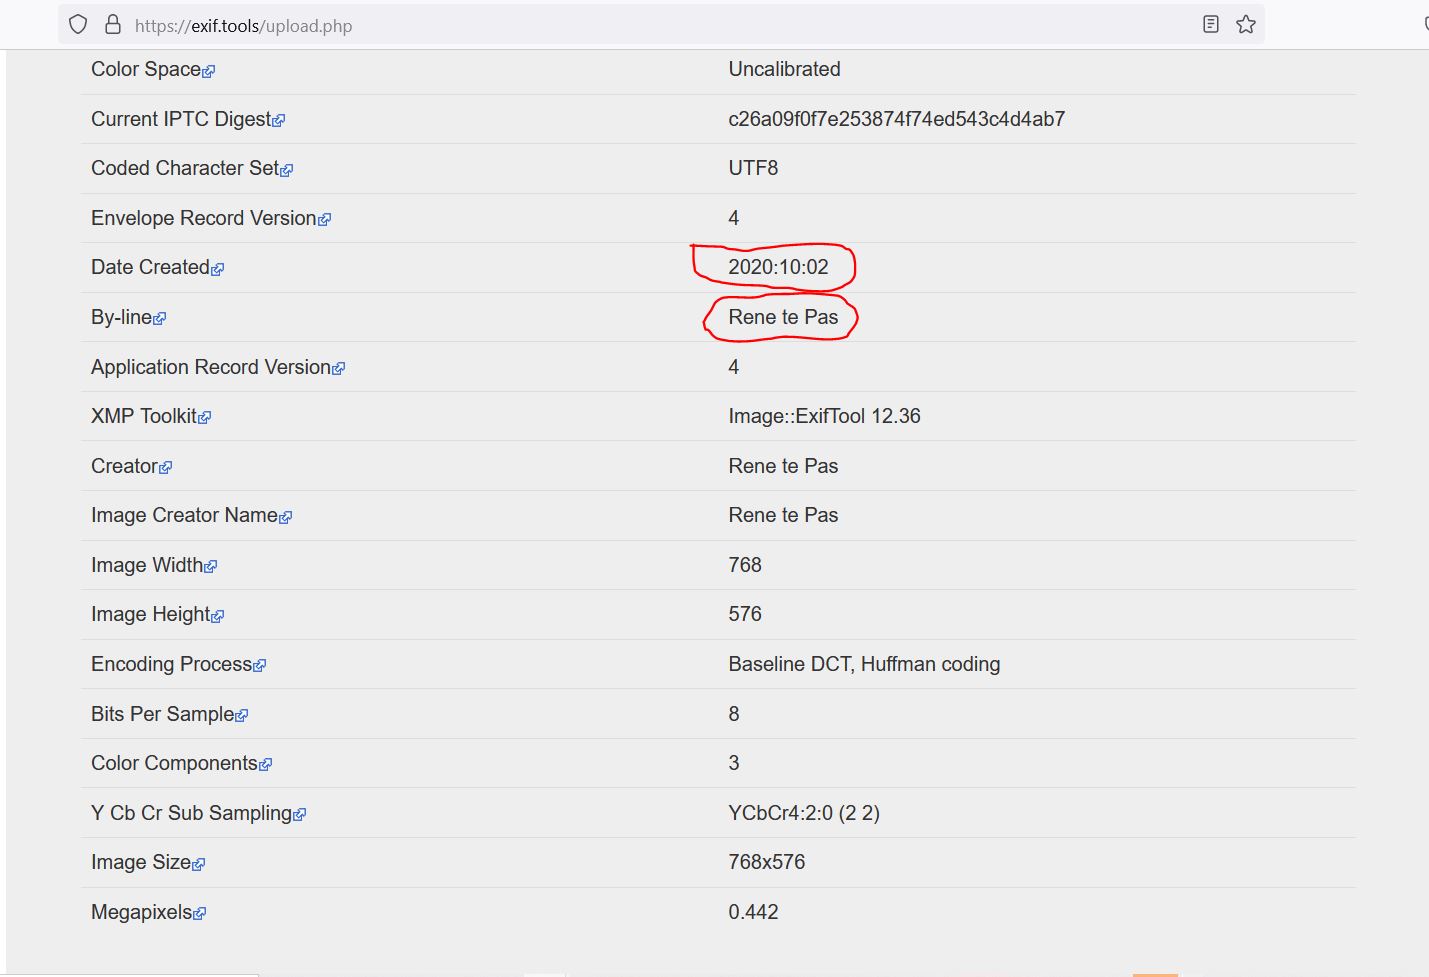 https://exif.tools/upload.php
Color Space Uncalibrated
Current IPTC Digest c26a09f0f7e253874f74ed543c4d4ab7
Coded Character Set UTF8
Envelope Record Version 4
Date Created 2020:10:02
By-line Rene te Pas
Application Record Version 4
XMP Toolkit Image::ExifTool 12.36
Creator Rene te Pas
Image Creator Name Rene te Pas
Image Width 768
Image Height 576
Encoding Process Baseline DCT, Huffman coding
Bits Per Sample 8
Color Components 3
Y Cb Cr Sub Sampling YCbCr4:2:0 (2 2)
Image Size 768x576
Megapixels 0.442